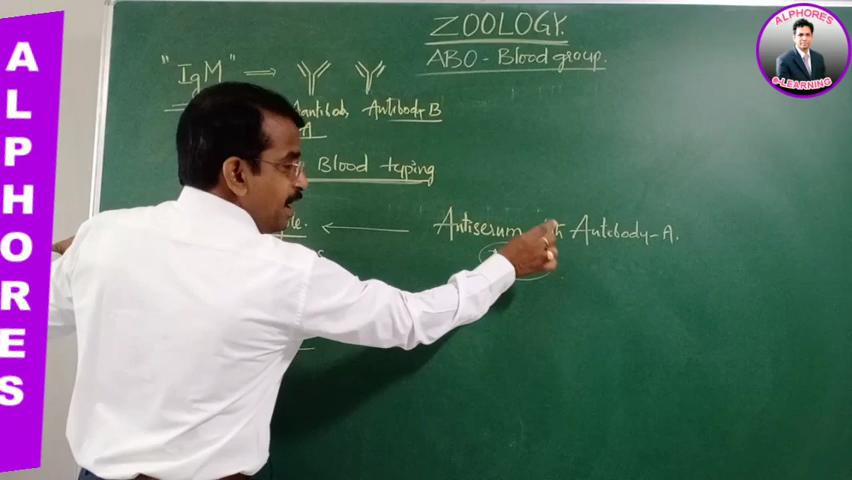 ALPHORES
ZOOLOGY.
ABO - Blood group.
"IgM" ⇒
Antibody B
A
Blood typing
← Antiserum Antibody-A.
ALPHORES
e-LEARNING